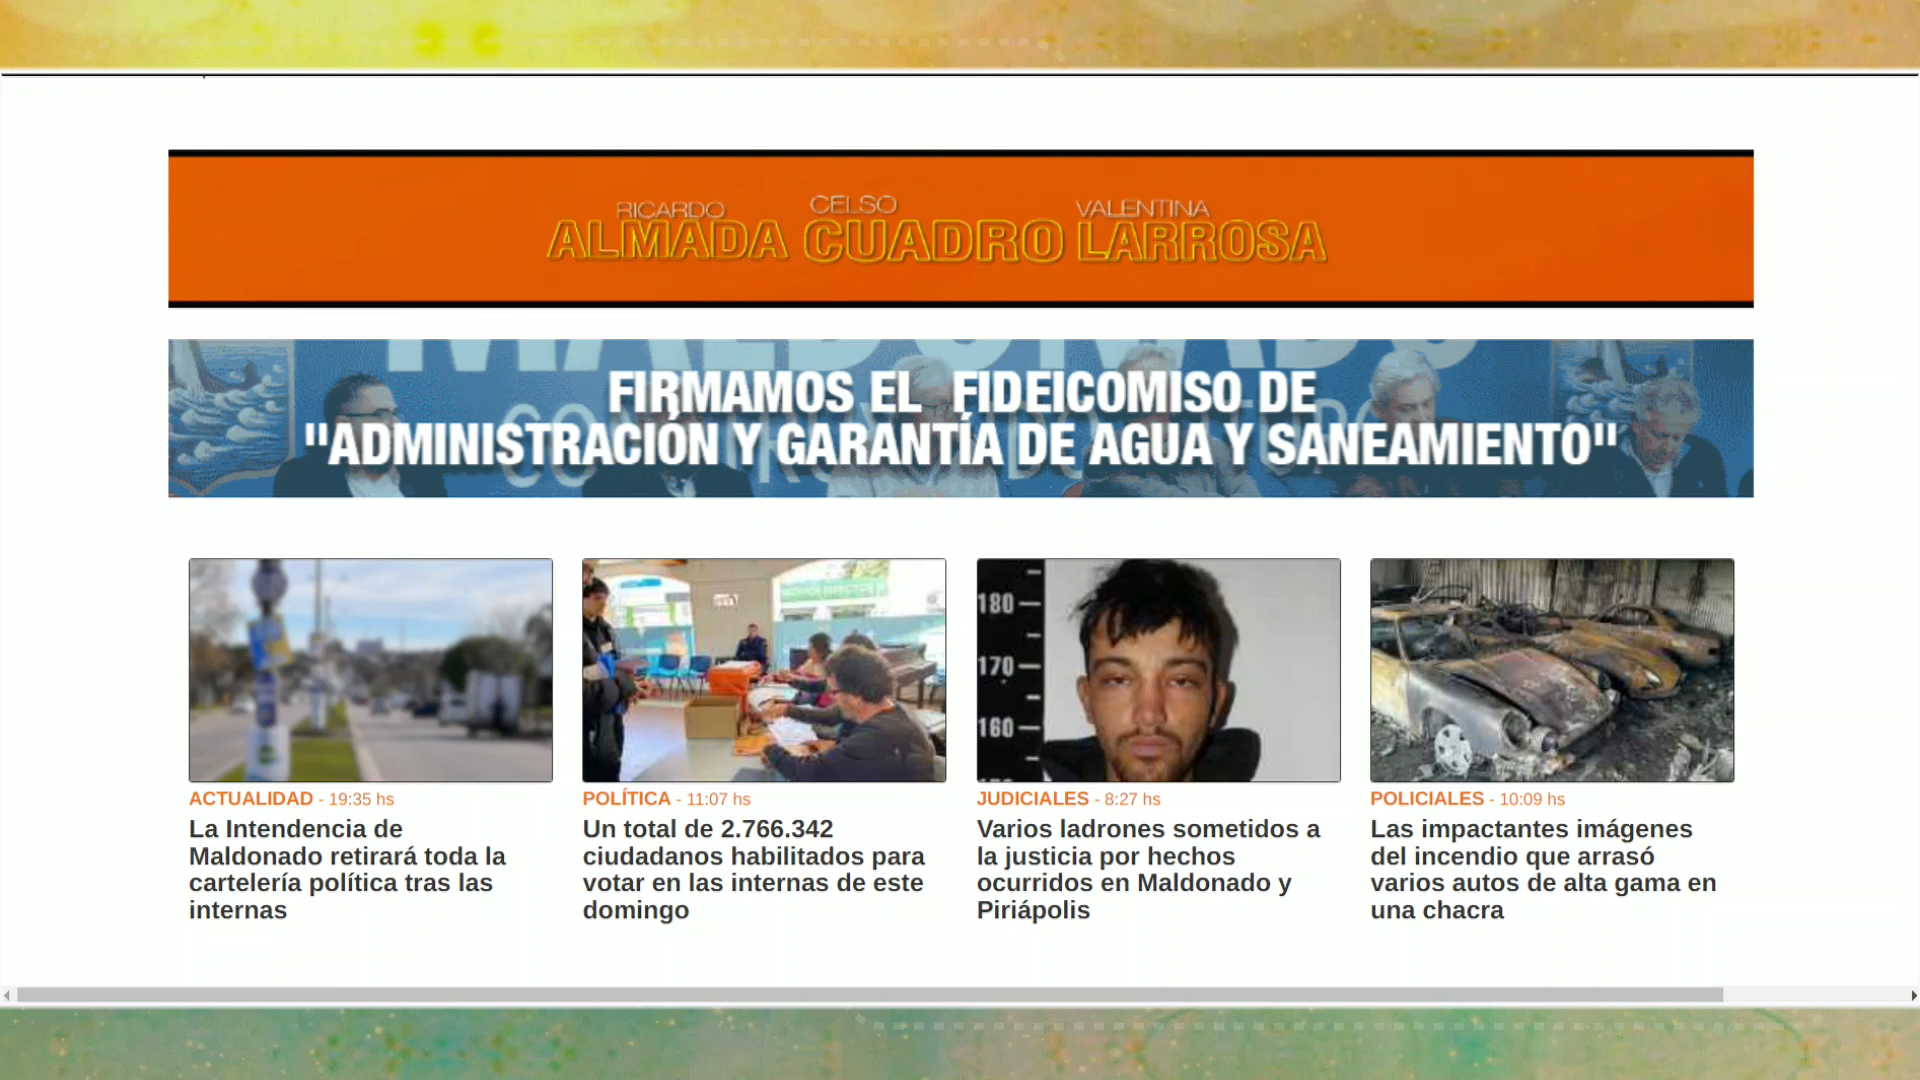 RICARDO CELSO VALENTINA
ALMADA CUADRO LARROSA
FIRMAMOS EL FIDEICOMISO DE
"ADMINISTRACIÓN Y GARANTÍA DE AGUA Y SANEAMIENTO"
180
170
160
ACTUALIDAD - 19:35 hs
La Intendencia de
Maldonado retirará toda la
cartelería política tras las
internas
POLÍTICA - 11:07 hs
Un total de 2.766.342
ciudadanos habilitados para
votar en las internas de este
domingo
JUDICIALES - 8:27 hs
Varios ladrones sometidos a
la justicia por hechos
ocurridos en Maldonado y
Piriápolis
POLICIALES - 10:09 hs
Las impactantes imágenes
del incendio que arrasó
varios autos de alta gama en
una chacra